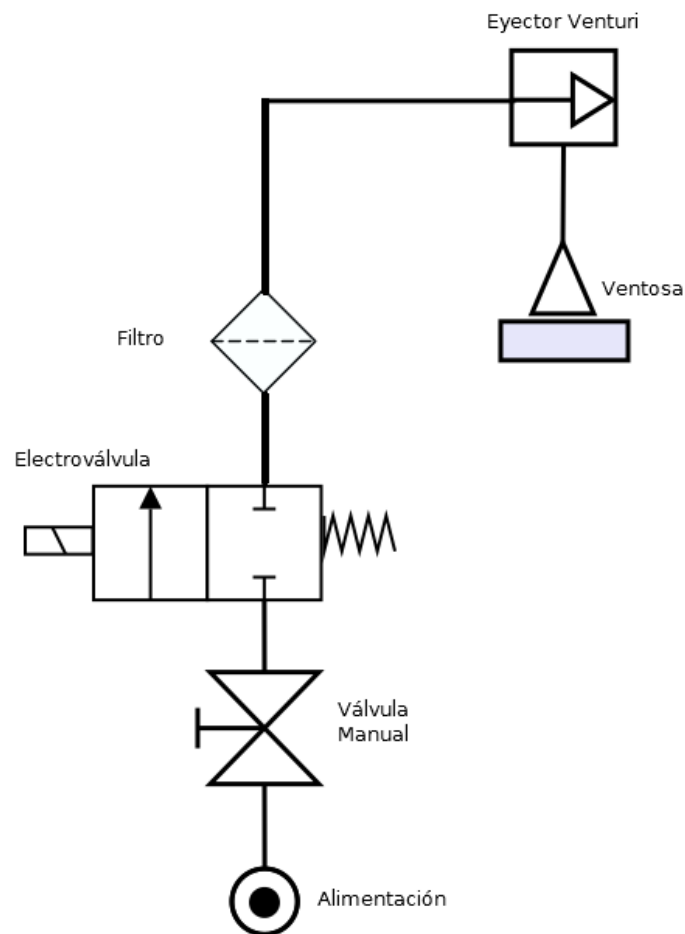 Eyector Venturi
Ventosa
Filtro
Electroválvula
Válvula
Manual
Alimentación